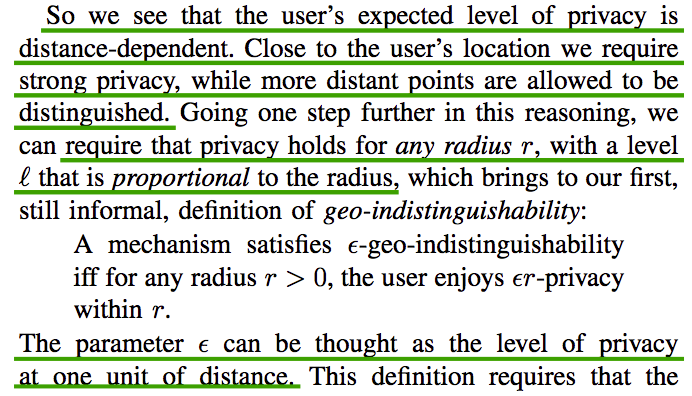 So we see that the user’s expected level of privacy is
distance-dependent. Close to the user’s location we require
strong privacy, while more distant points are allowed to be
distinguished. Going one step further in this reasoning, we
can require that privacy holds for any radius r, with a level
ℓ that is proportional to the radius, which brings to our first,
still informal, definition of geo-indistinguishability:
A mechanism satisfies ϵ-geo-indistinguishability
iff for any radius r > 0, the user enjoys ϵr-privacy
within r.
The parameter ϵ can be thought as the level of privacy
at one unit of distance. This definition requires that the